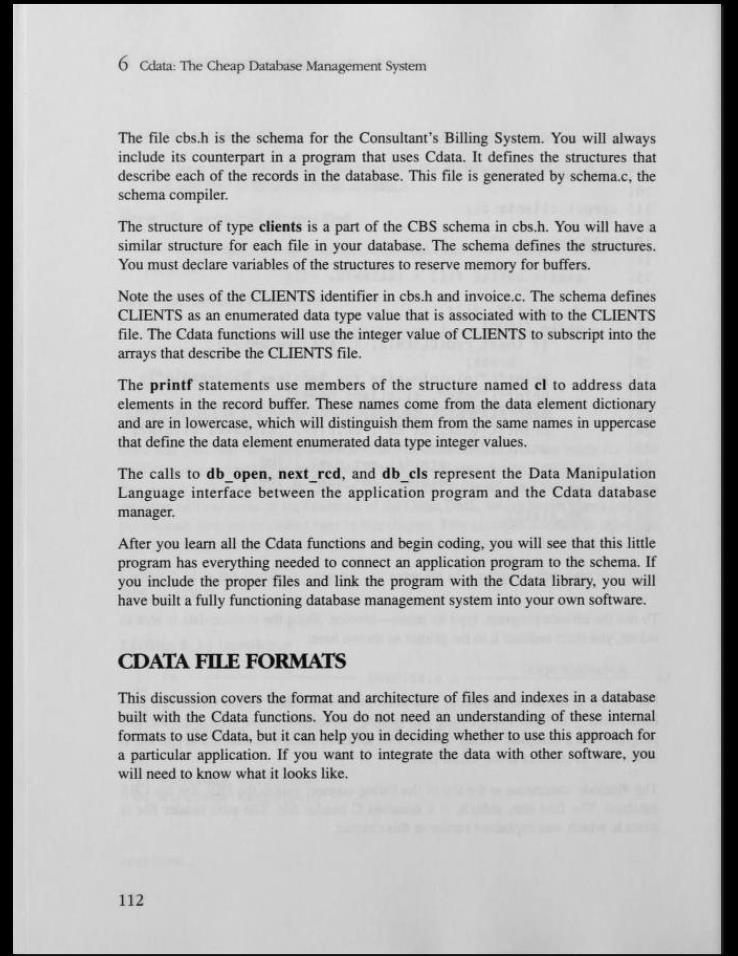 6 Cdata: The Cheap Database Management System
The file cbs.h is the schema for the Consultant's Billing System. You will always
include its counterpart in a program that uses Cdata. It defines the structures that
describe each of the records in the database. This file is generated by schema.c, the
schema compiler.
The structure of type clients is a part of the CBS schema in cbs.h. You will have a
similar structure for each file in your database. The schema defines the structures.
You must declare variables of the structures to reserve memory for buffers.
Note the uses of the CLIENTS identifier in cbs.h and invoice.c. The schema defines
CLIENTS as an enumerated data type value that is associated with to the CLIENTS
file. The Cdata functions will use the integer value of CLIENTS to subscript into the
arrays that describe the CLIENTS file.
The printf statements use members of the structure named cl to address data
elements in the record buffer. These names come from the data element dictionary
and are in lowercase, which will distinguish them from the same names in uppercase
that define the data element enumerated data type integer values.
The calls to db_open, next_rcd, and db_cls represent the Data Manipulation
Language interface between the application program and the Cdata database
manager.
After you learn all the Cdata functions and begin coding, you will see that this little
program has everything needed to connect an application program to the schema. If
you include the proper files and link the program with the Cdata library, you will
have built a fully functioning database management system into your own software.
CDATA FILE FORMATS
This discussion covers the format and architecture of files and indexes in a database
built with the Cdata functions. You do not need an understanding of these internal
formats to use Cdata, but it can help you in deciding whether to use this approach for
a particular application. If you want to integrate the data with other software, you
will need to know what it looks like.
112